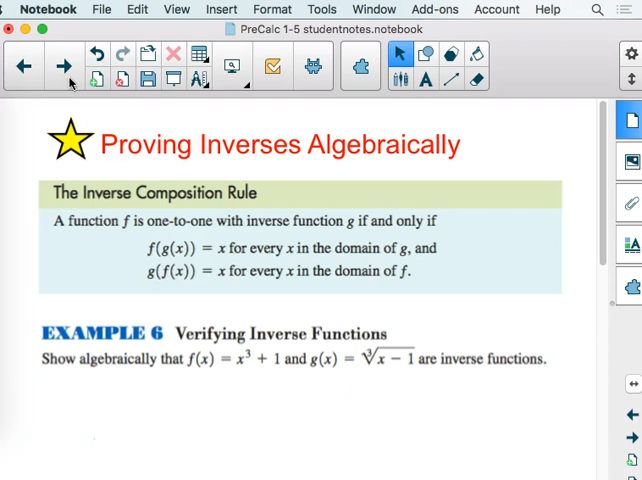 Notebook File Edit View Insert Format Tools Window Add-ons Account Help
PreCalc 1-5 studentnotes.notebook
Proving Inverses Algebraically
The Inverse Composition Rule
A function f is one-to-one with inverse function g if and only if
f(g(x)) = x for every x in the domain of g, and
g(f(x)) = x for every x in the domain of f.
EXAMPLE 6 Verifying Inverse Functions
Show algebraically that f(x) = x³ + 1 and g(x) = ∛(x − 1) are inverse functions.